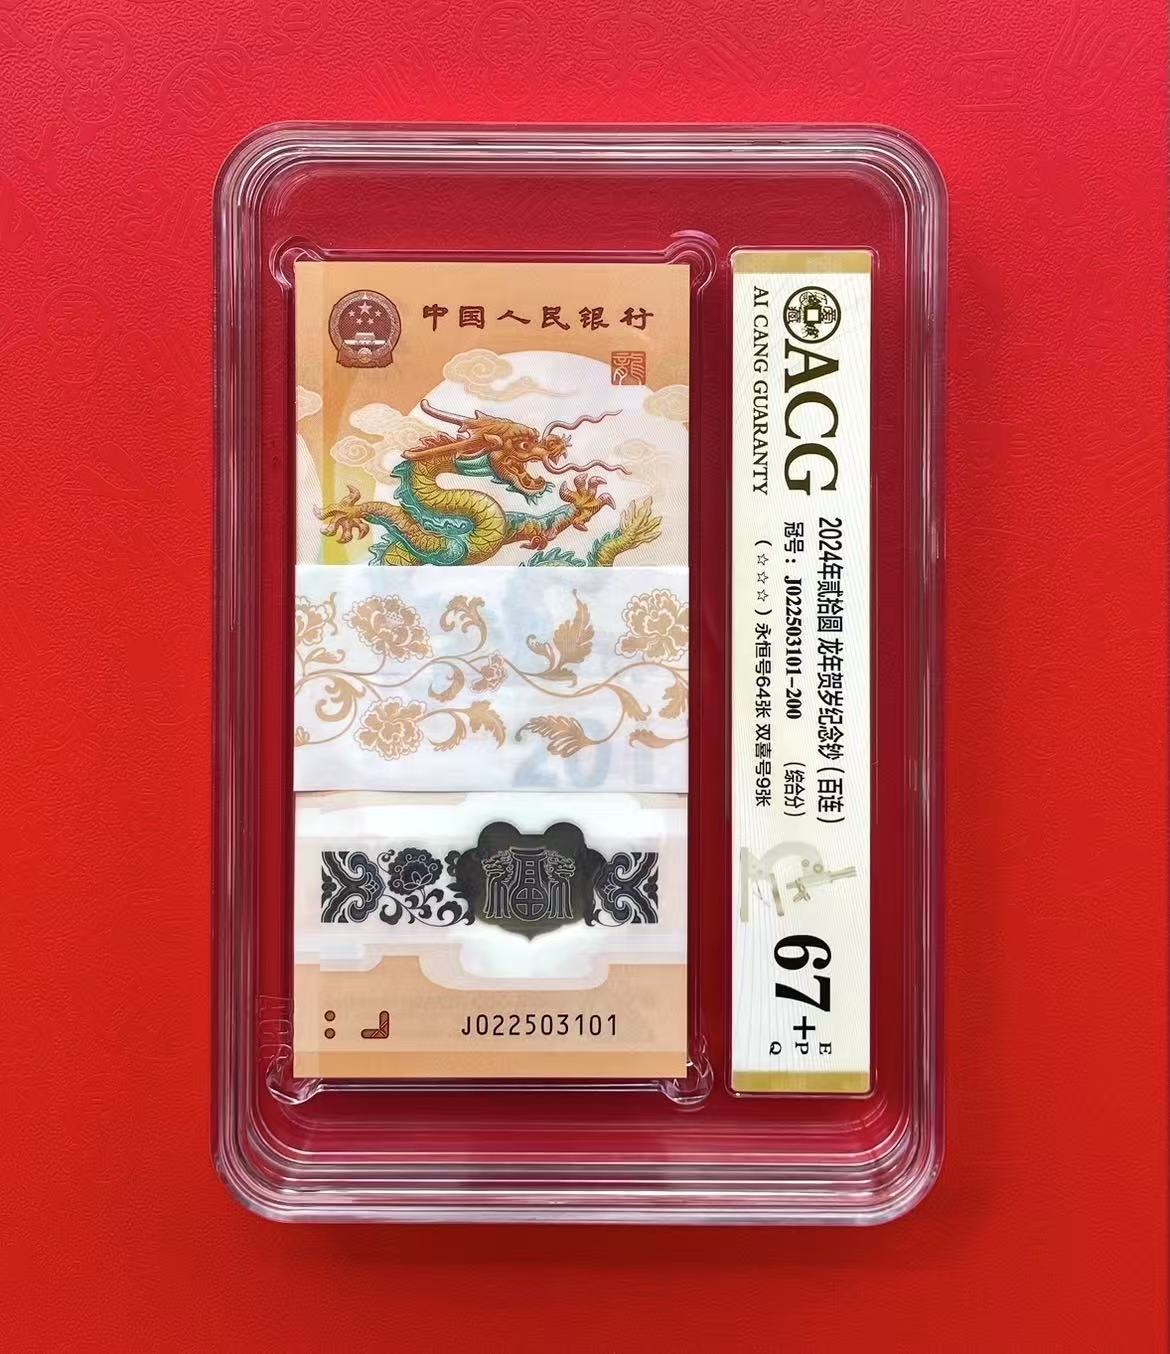 中国人民银行
龍
福
J022503101
ACG
AI CANG GUARANTY
2024年贰拾圆 龙年贺岁纪念钞（百连）
冠号：J022503101-200 （综合分）
（☆☆☆）永恒号64张 双喜号9张
67+
E
P
Q